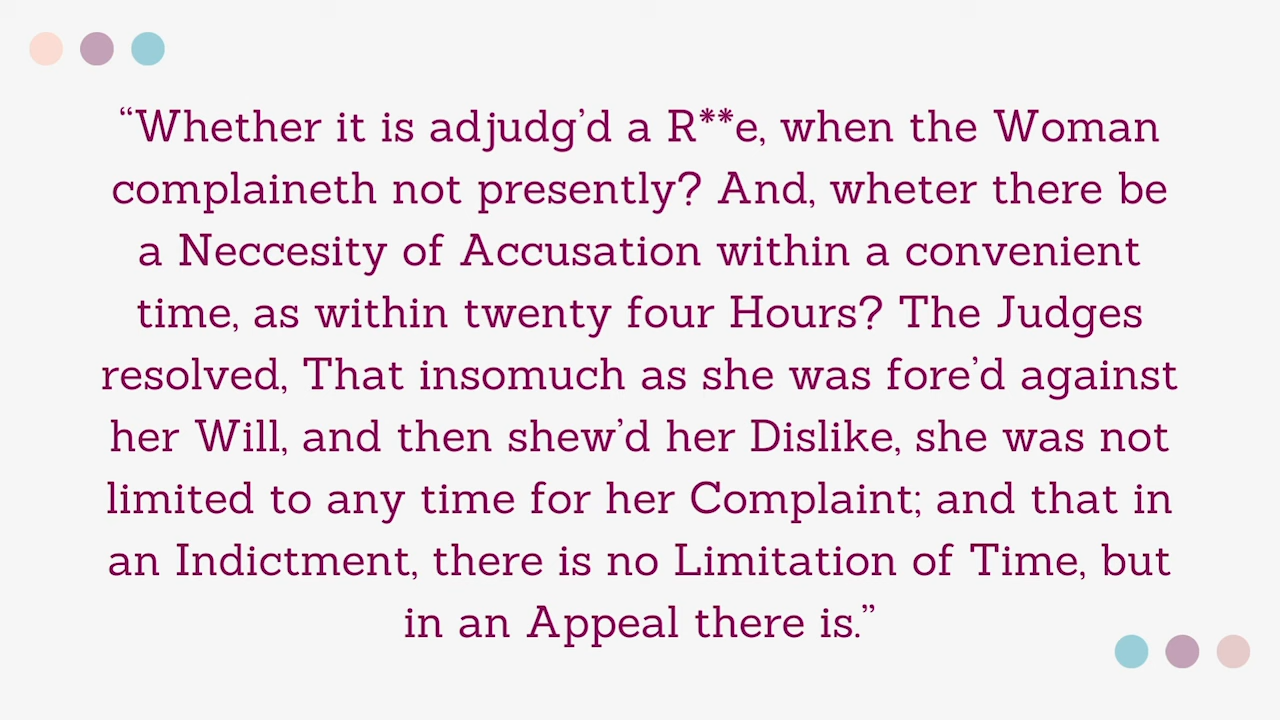 “Whether it is adjudg’d a R**e, when the Woman
complaineth not presently? And, wheter there be
a Neccesity of Accusation within a convenient
time, as within twenty four Hours? The Judges
resolved, That insomuch as she was fore’d against
her Will, and then shew’d her Dislike, she was not
limited to any time for her Complaint; and that in
an Indictment, there is no Limitation of Time, but
in an Appeal there is.”